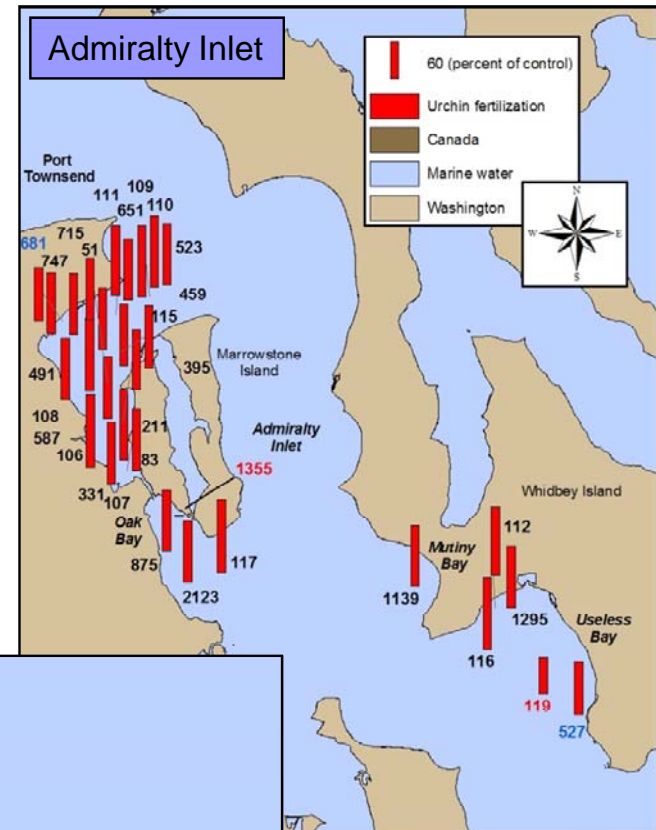 Admiralty Inlet
60 (percent of control)
Urchin fertilization
Canada
Marine water
Washington
N
W E
S
Port
Townsend
111
109
110
651
715
681
51
747
523
459
115
395
Marrowstone
Island
491
108
587
106
211
83
Admiralty
Inlet
1355
331
107
Oak
Bay
875
117
2123
Whidbey Island
112
Mutiny
Bay
1139
1295
116
Useless
Bay
119
527